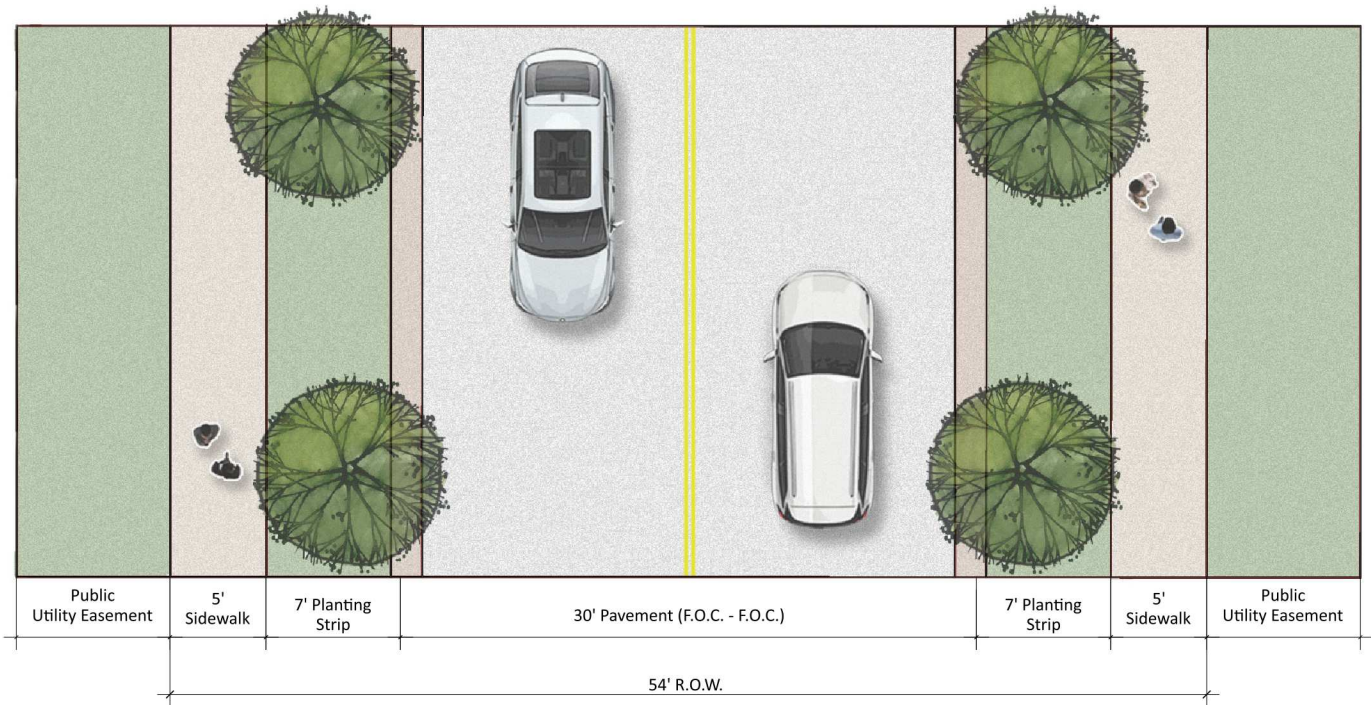 Public
Utility Easement
5'
Sidewalk
7' Planting
Strip
30' Pavement (F.O.C. - F.O.C.)
7' Planting
Strip
5'
Sidewalk
Public
Utility Easement
54' R.O.W.